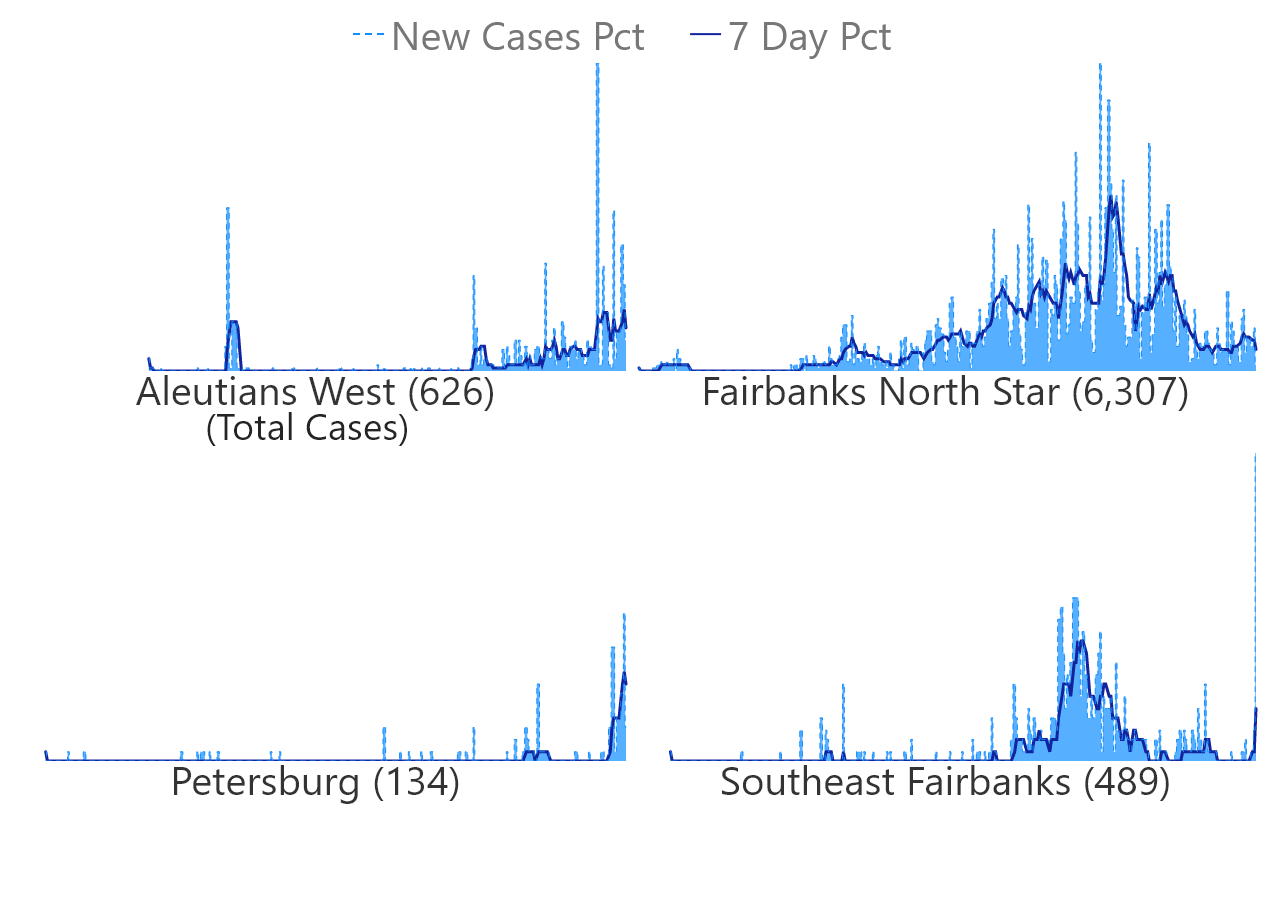 New Cases Pct 7 Day Pct
Aleutians West (626)
(Total Cases)
Fairbanks North Star (6,307)
Petersburg (134)
Southeast Fairbanks (489)